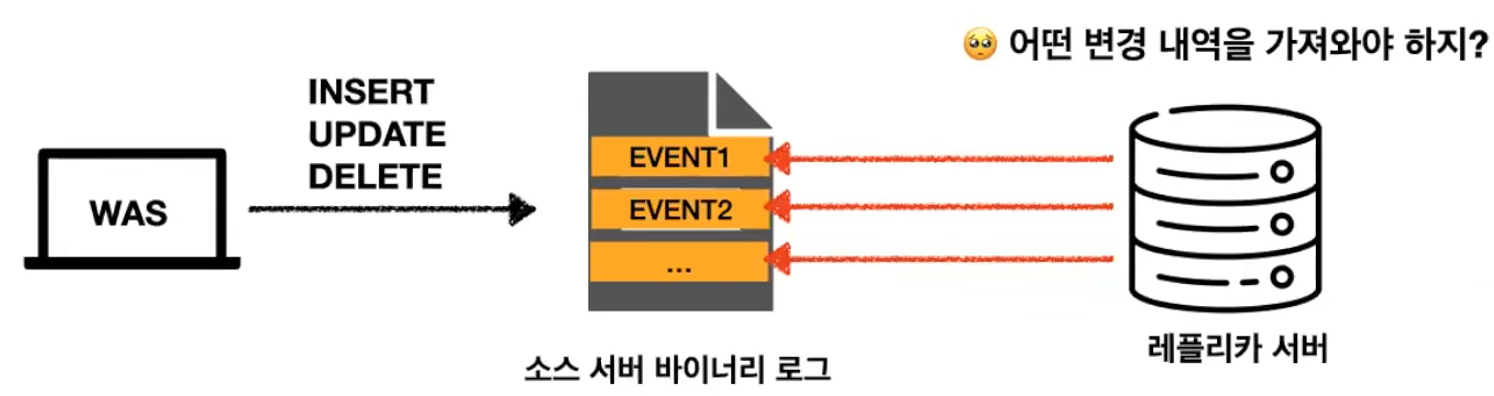 🥺 어떤 변경 내역을 가져와야 하지?
INSERT
UPDATE
DELETE
WAS
EVENT1
EVENT2
...
소스 서버 바이너리 로그
레플리카 서버